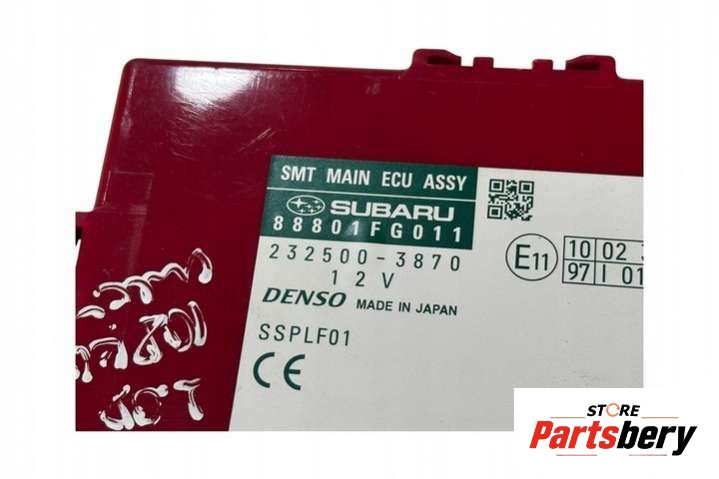 SMT MAIN ECU ASSY
SUBARU
88801FG011
232500-3870
12V
DENSO MADE IN JAPAN
SSPLF01
CE
E11
10 02
97 I 01
STORE
Partsbery